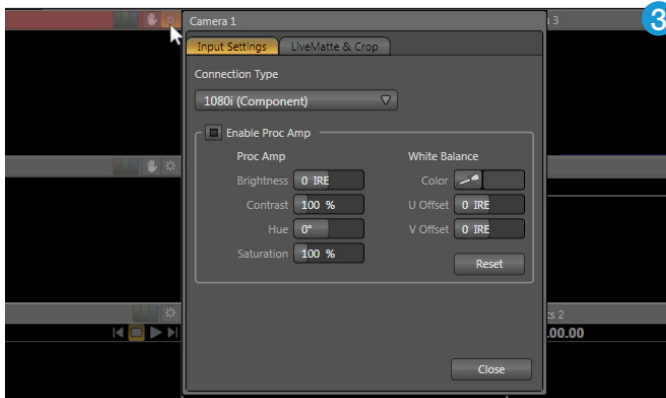 Camera 1
3
3
Input Settings LiveMatte & Crop
Connection Type
1080i (Component)
Enable Proc Amp
Proc Amp White Balance
Brightness 0 IRE Color
Contrast 100 % U Offset 0 IRE
Hue 0° V Offset 0 IRE
Saturation 100 % Reset
2
.00.00
Close